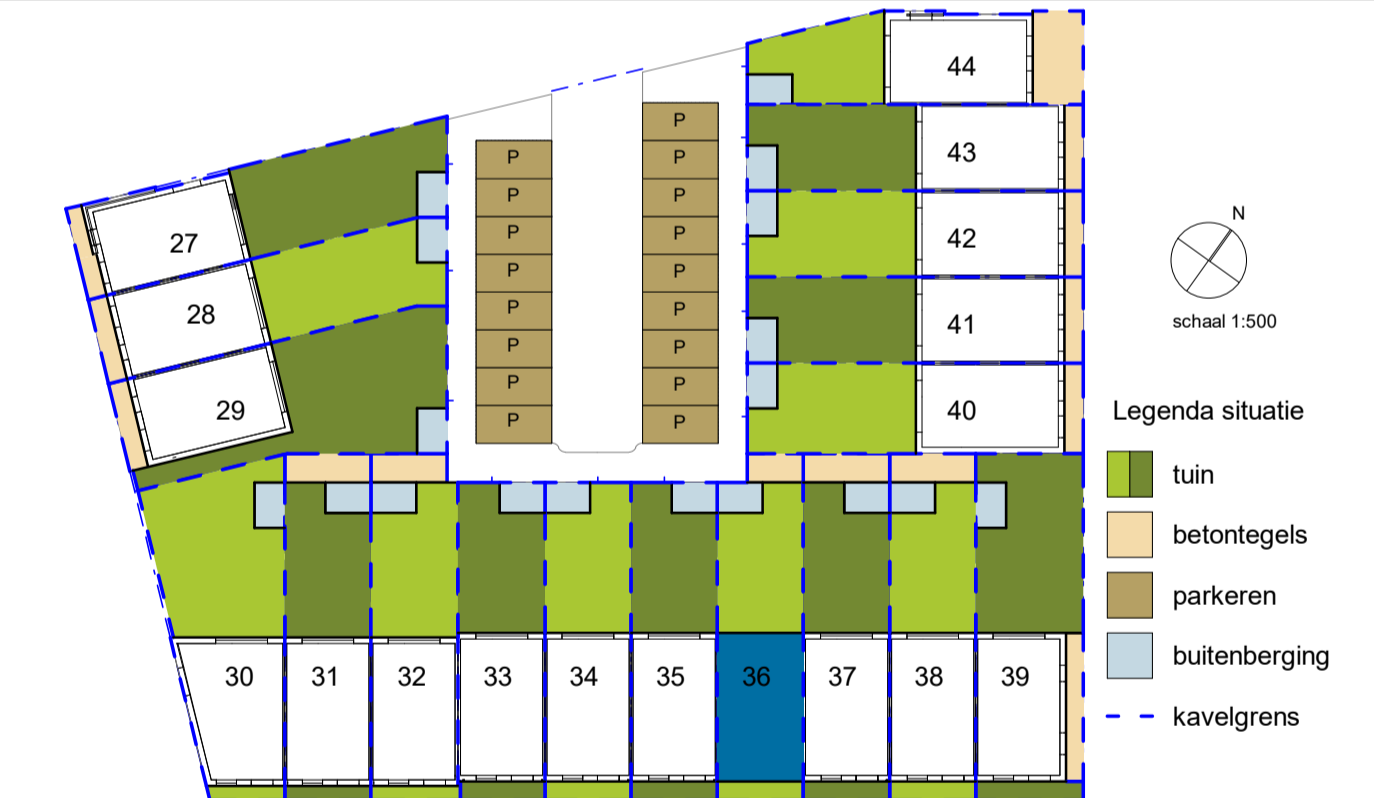 44
P
43
P
P
P
P
N
27
P
P
42
P
P
28
P
P
41
schaal 1:500
P
P
29
P
P
40
Legenda situatie
P
P
tuin
betontegels
parkeren
buitenberging
30
31
32
33
34
35
36
37
38
39
kavelgrens